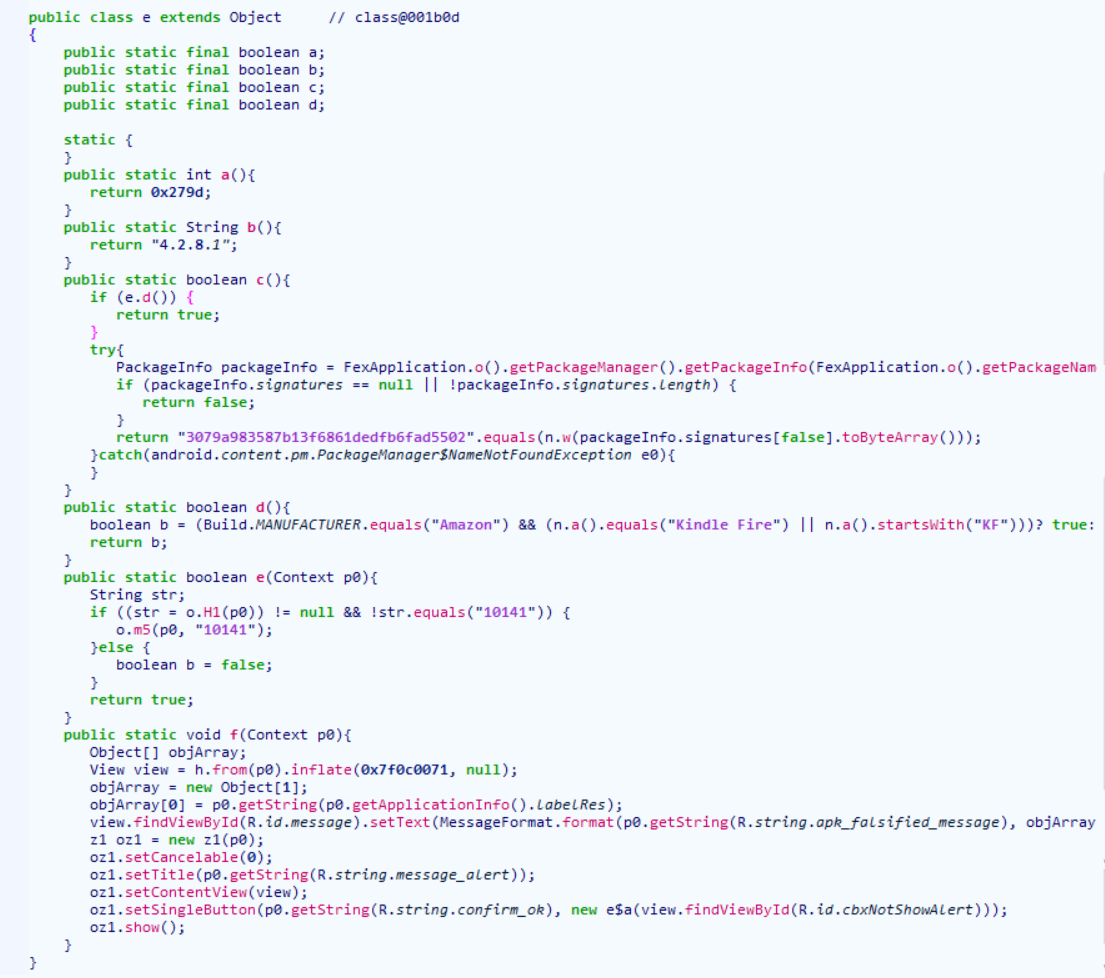 public class e extends Object     // class@001b0d
{
    public static final boolean a;
    public static final boolean b;
    public static final boolean c;
    public static final boolean d;

    static {
    }
    public static int a(){
       return 0x279d;
    }
    public static String b(){
       return "4.2.8.1";
    }
    public static boolean c(){
       if (e.d()) {
          return true;
       }
       try{
          PackageInfo packageInfo = FexApplication.o().getPackageManager().getPackageInfo(FexApplication.o().getPackageNam
          if (packageInfo.signatures == null || !packageInfo.signatures.length) {
             return false;
          }
          return "3079a983587b13f6861dedfb6fad5502".equals(n.w(packageInfo.signatures[false].toByteArray()));
       }catch(android.content.pm.PackageManager$NameNotFoundException e0){
       }
    }
    public static boolean d(){
       boolean b = (Build.MANUFACTURER.equals("Amazon") && (n.a().equals("Kindle Fire") || n.a().startsWith("KF")))? true:
       return b;
    }
    public static boolean e(Context p0){
       String str;
       if ((str = o.H1(p0)) != null && !str.equals("10141")) {
          o.m5(p0, "10141");
       }else {
          boolean b = false;
       }
       return true;
    }
    public static void f(Context p0){
       Object[] objArray;
       View view = h.from(p0).inflate(0x7f0c0071, null);
       objArray = new Object[1];
       objArray[0] = p0.getString(p0.getApplicationInfo().labelRes);
       view.findViewById(R.id.message).setText(MessageFormat.format(p0.getString(R.string.apk_falsified_message), objArray
       z1 oz1 = new z1(p0);
       oz1.setCancelable(0);
       oz1.setTitle(p0.getString(R.string.message_alert));
       oz1.setContentView(view);
       oz1.setSingleButton(p0.getString(R.string.confirm_ok), new e$a(view.findViewById(R.id.cbxNotShowAlert)));
       oz1.show();
    }
}